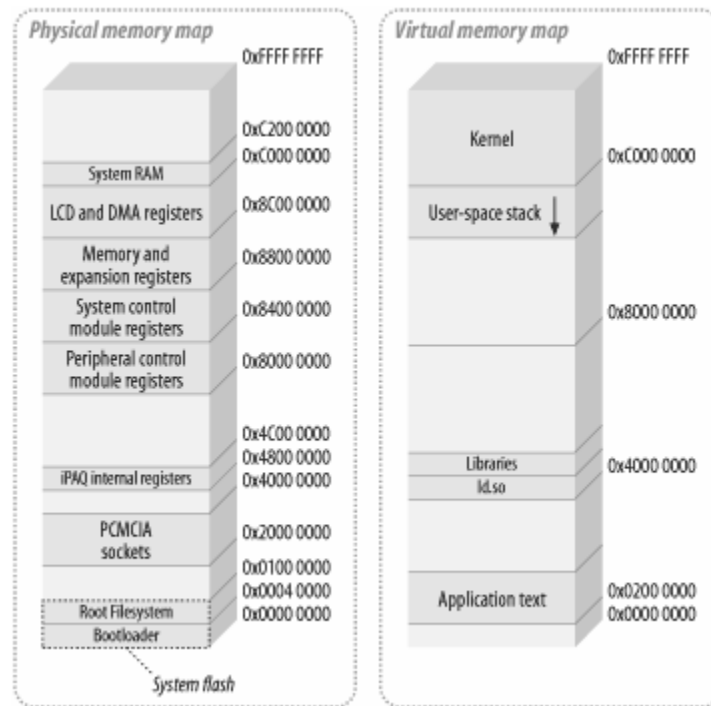 Physical memory map
0xFFFF FFFF
0xC200 0000
0xC000 0000
System RAM
LCD and DMA registers
0x8C00 0000
Memory and
expansion registers
0x8800 0000
System control
module registers
0x8400 0000
Peripheral control
module registers
0x8000 0000
0x4C00 0000
0x4800 0000
iPAQ internal registers
0x4000 0000
PCMCIA
sockets
0x2000 0000
0x0100 0000
0x0004 0000
Root Filesystem
0x0000 0000
Bootloader
System flash
Virtual memory map
0xFFFF FFFF
Kernel
0xC000 0000
User-space stack
0x8000 0000
Libraries
0x4000 0000
ld.so
Application text
0x0200 0000
0x0000 0000